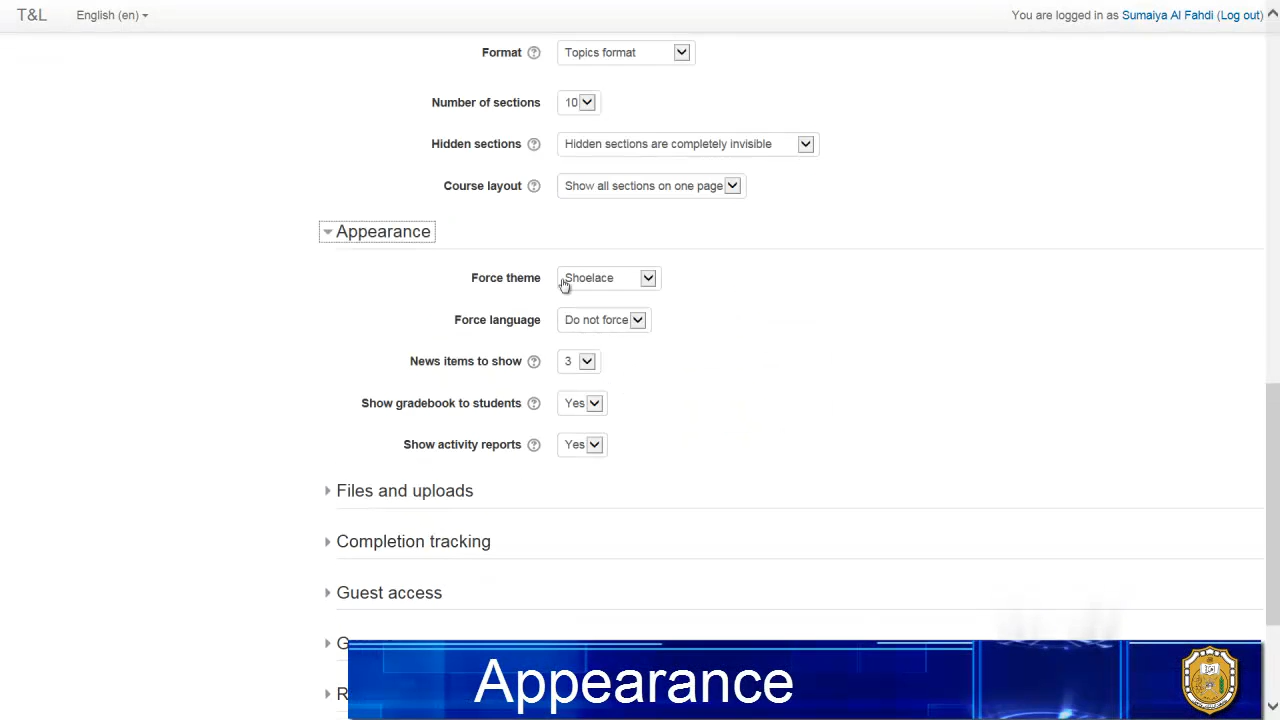 T&L English (en)
You are logged in as Sumaiya Al Fahdi (Log out)
Format Topics format
Number of sections 10
Hidden sections Hidden sections are completely invisible
Course layout Show all sections on one page
Appearance
Force theme Shoelace
Force language Do not force
News items to show 3
Show gradebook to students Yes
Show activity reports Yes
Files and uploads
Completion tracking
Guest access
G
R
Appearance